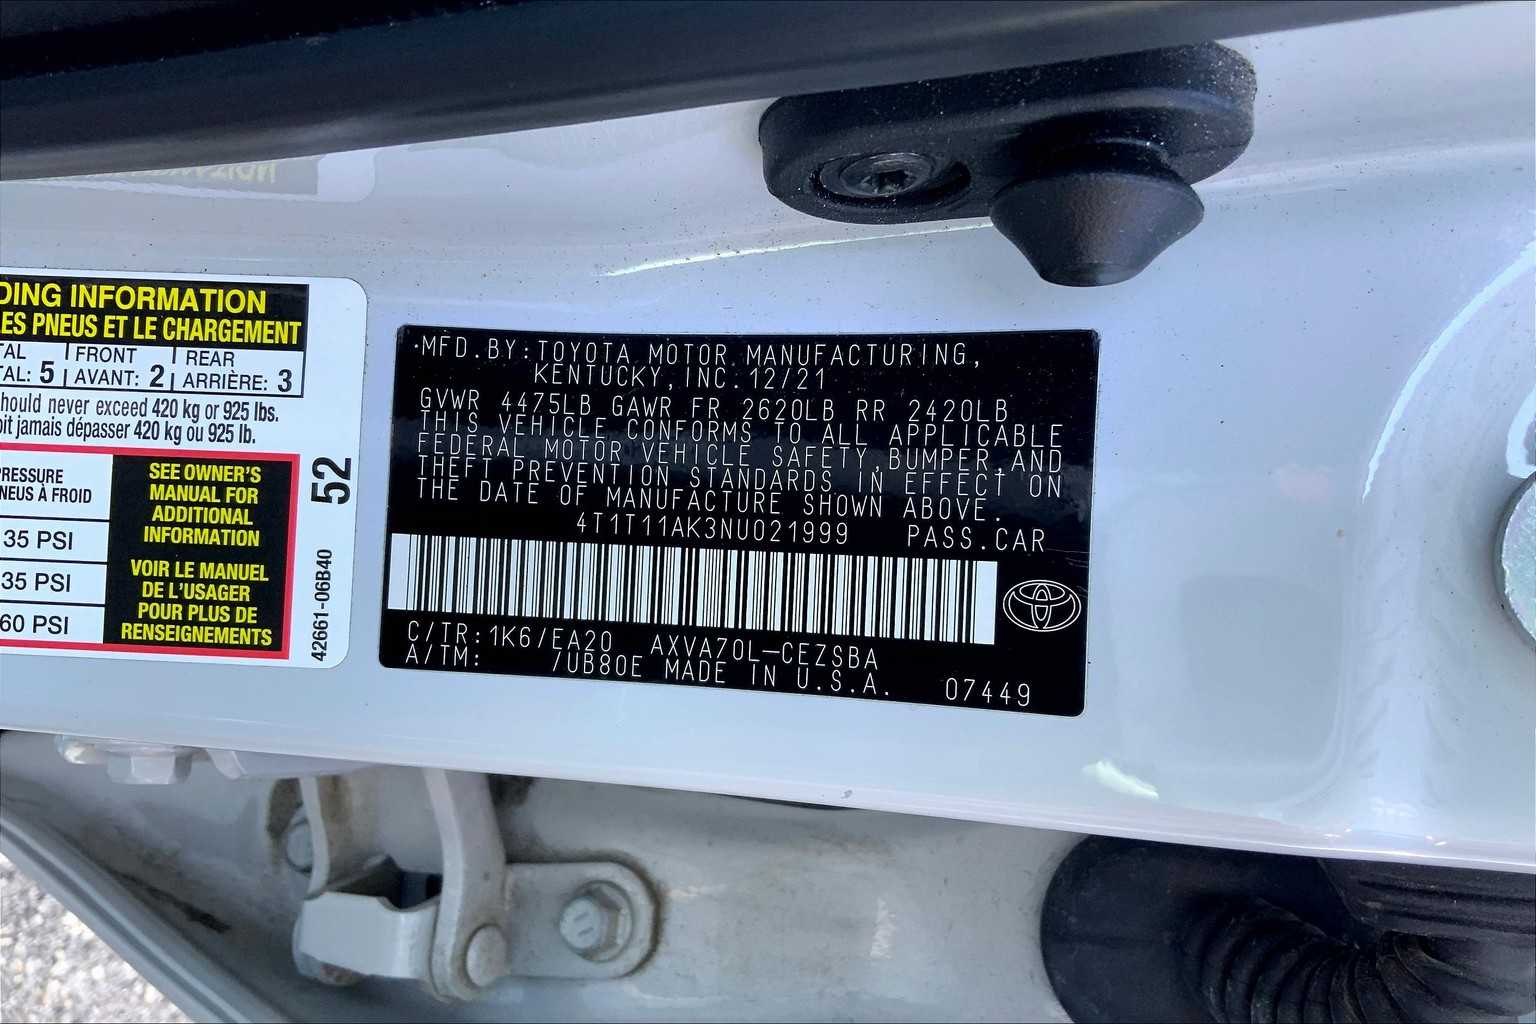 DING INFORMATION
LES PNEUS ET LE CHARGEMENT
TAL FRONT REAR
TAL: 5 AVANT: 2 ARRIÈRE: 3
hould never exceed 420 kg or 925 lbs.
oit jamais dépasser 420 kg ou 925 lb.
PRESSURE
NEUS À FROID
35 PSI
35 PSI
60 PSI
SEE OWNER'S
MANUAL FOR
ADDITIONAL
INFORMATION
VOIR LE MANUEL
DE L'USAGER
POUR PLUS DE
RENSEIGNEMENTS
52
42661-06B40
MFD.BY:TOYOTA MOTOR MANUFACTURING,
KENTUCKY,INC. 12/21
GVWR 4475LB GAWR FR 2620LB RR 2420LB
THIS VEHICLE CONFORMS TO ALL APPLICABLE
FEDERAL MOTOR VEHICLE SAFETY,BUMPER,AND
THEFT PREVENTION STANDARDS IN EFFECT ON
THE DATE OF MANUFACTURE SHOWN ABOVE.
4T1T11AK3NU021999 PASS.CAR
C/TR:1K6/EA20 AXVA70L-CEZSBA
A/TM: /UB80E MADE IN U.S.A. 07449